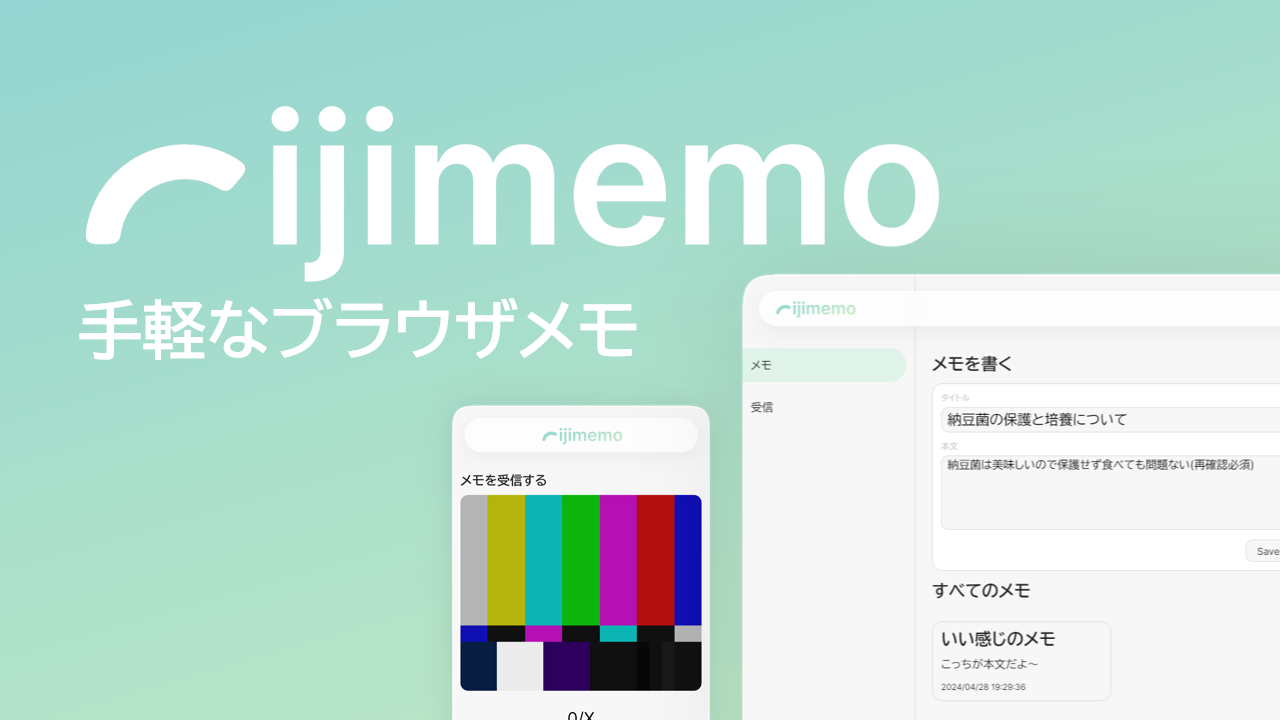 ijimemo
手軽なブラウザメモ
ijimemo
メモを受信する
0/X
ijimemo
メモ
受信
メモを書く
タイトル
納豆菌の保護と培養について
本文
納豆菌は美味しいので保護せず食べても問題ない(再確認必須)
Save
すべてのメモ
いい感じのメモ
こっちが本文だよ〜
2024/04/28 19:29:36